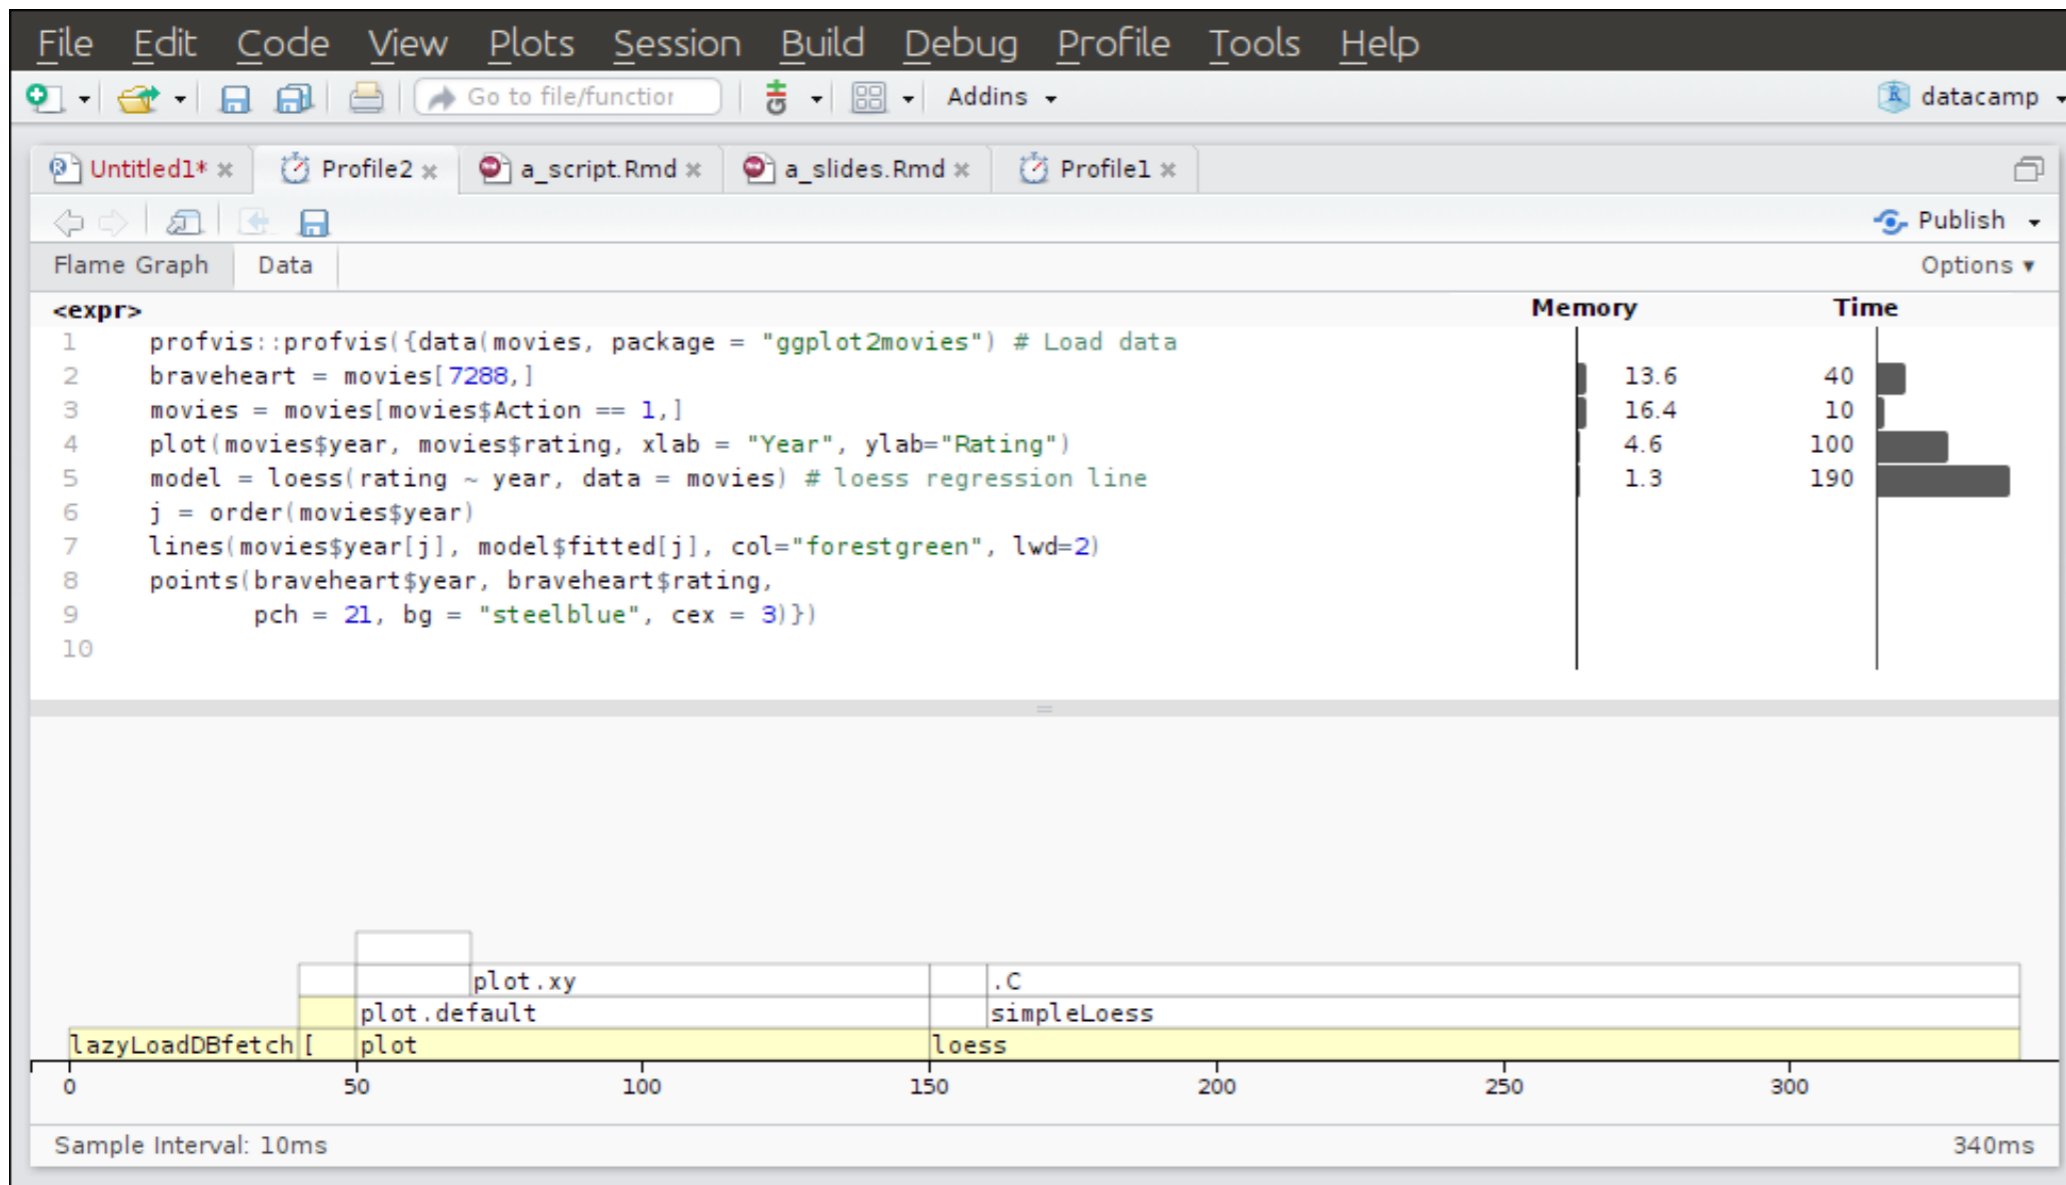 File Edit Code View Plots Session Build Debug Profile Tools Help
Go to file/function Addins datacamp
Untitled1* Profile2 a_script.Rmd a_slides.Rmd Profile1
Publish
Flame Graph Data Options
<expr> Memory Time
1 profvis::profvis({data(movies, package = "ggplot2movies") # Load data
2 braveheart = movies[7288,] 13.6 40
3 movies = movies[movies$Action == 1,] 16.4 10
4 plot(movies$year, movies$rating, xlab = "Year", ylab="Rating") 4.6 100
5 model = loess(rating ~ year, data = movies) # loess regression line 1.3 190
6 j = order(movies$year)
7 lines(movies$year[j], model$fitted[j], col="forestgreen", lwd=2)
8 points(braveheart$year, braveheart$rating,
9 pch = 21, bg = "steelblue", cex = 3)})
10
plot.xy .C
plot.default simpleLoess
lazyLoadDBfetch [ plot loess
0 50 100 150 200 250 300
Sample Interval: 10ms 340ms